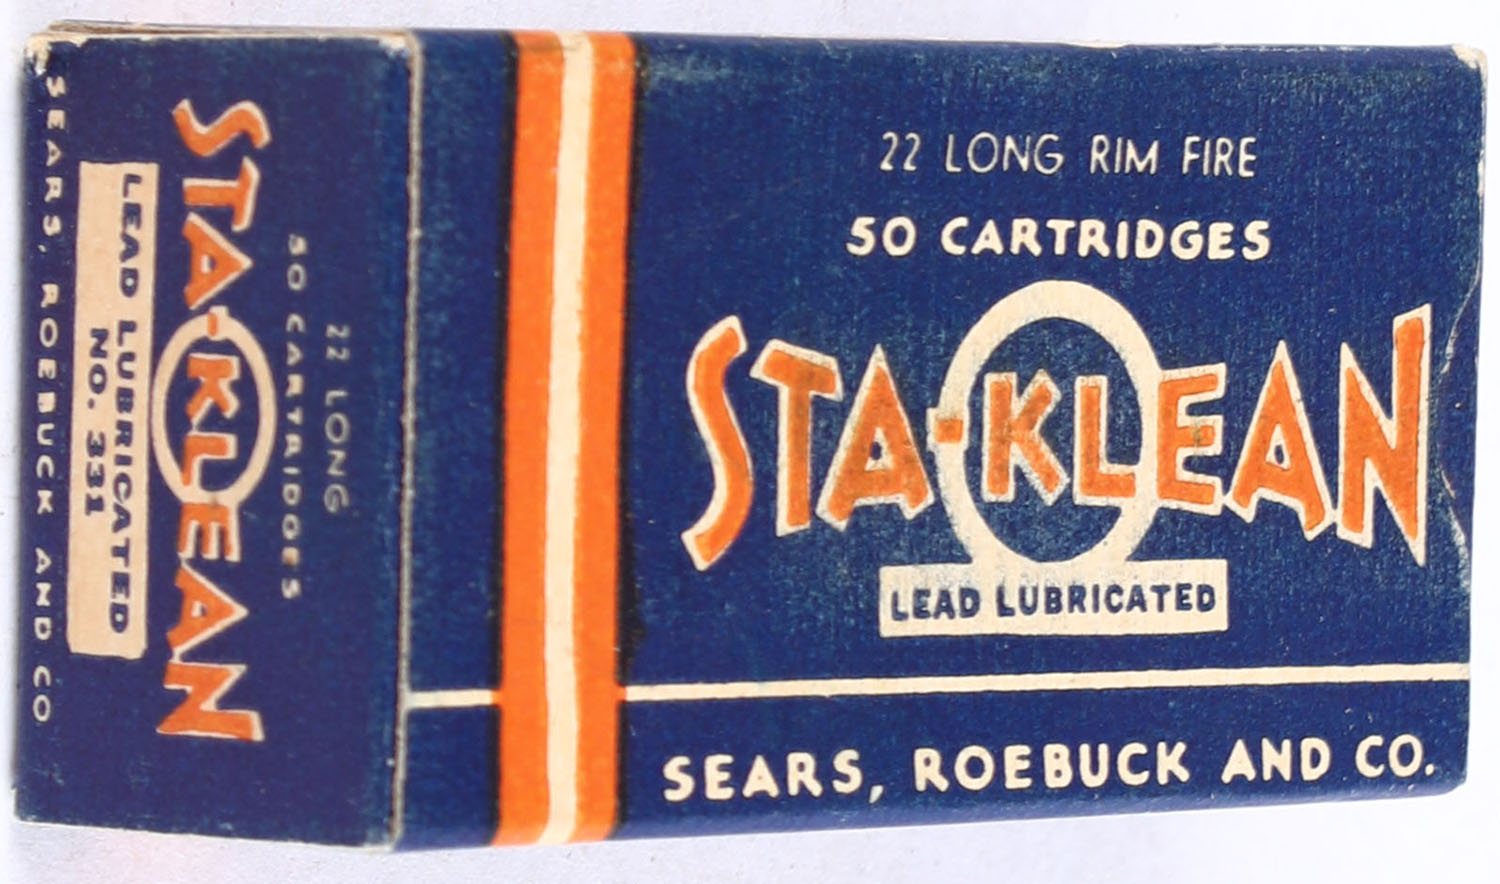 22 LONG RIM FIRE
50 CARTRIDGES
STA-KLEAN
LEAD LUBRICATED
SEARS, ROEBUCK AND CO.
22 LONG
50 CARTRIDGES
STA-KLEAN
LEAD LUBRICATED
NO. 331
SEARS, ROEBUCK AND CO